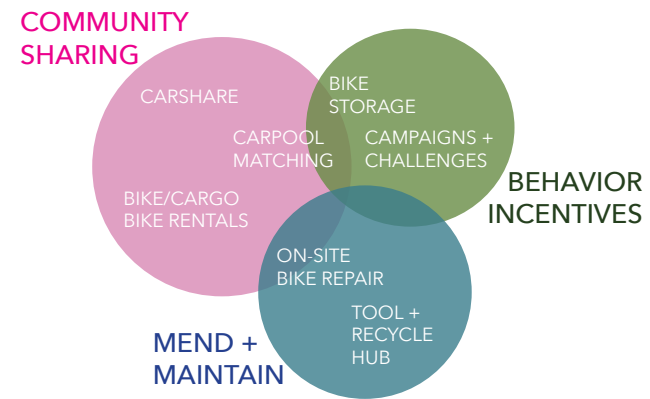 COMMUNITY
SHARING
CARSHARE
BIKE
STORAGE
CARPOOL
MATCHING
CAMPAIGNS +
CHALLENGES
BEHAVIOR
INCENTIVES
BIKE/CARGO
BIKE RENTALS
ON-SITE
BIKE REPAIR
TOOL +
RECYCLE
HUB
MEND +
MAINTAIN